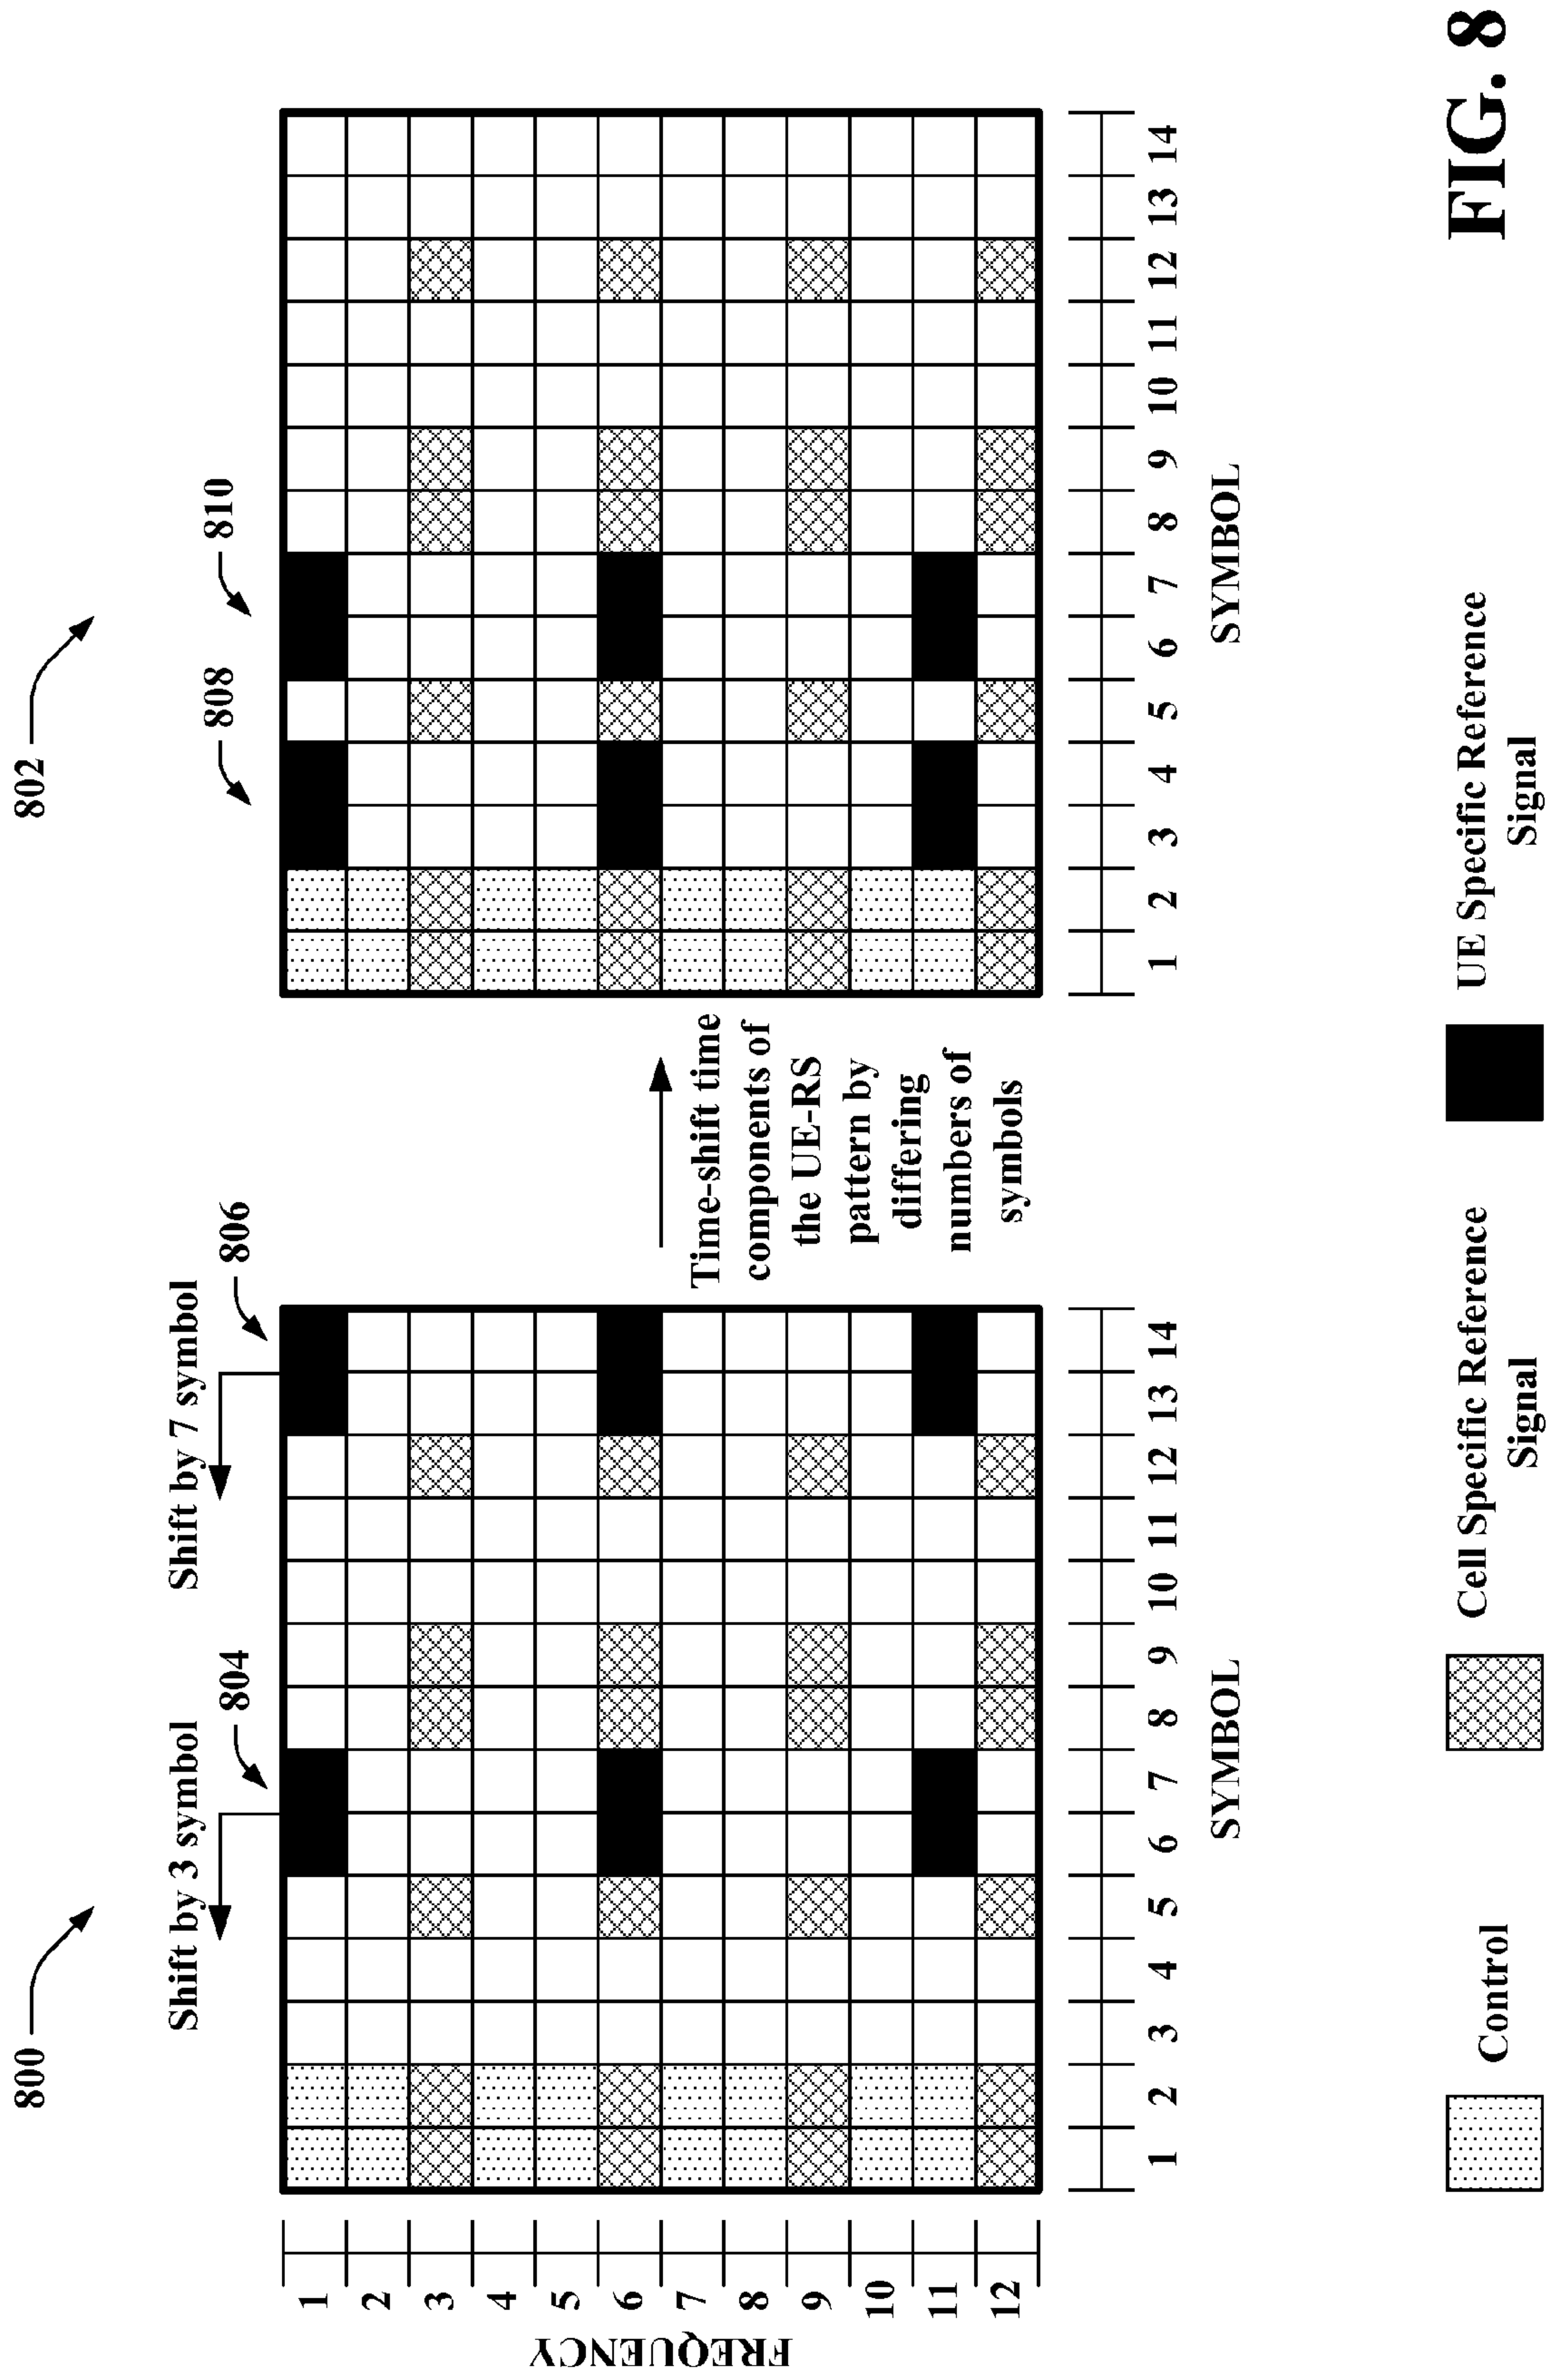 800
802
Shift by 3 symbol
804
Shift by 7 symbol
806
808
810
FREQUENCY
1
2
3
4
5
6
7
8
9
10
11
12
Time-shift time
components of
the UE-RS
pattern by
differing
numbers of
symbols
1 2 3 4 5 6 7 8 9 10 11 12 13 14
SYMBOL
1 2 3 4 5 6 7 8 9 10 11 12 13 14
SYMBOL
Control
Cell Specific Reference
Signal
UE Specific Reference
Signal
FIG. 8